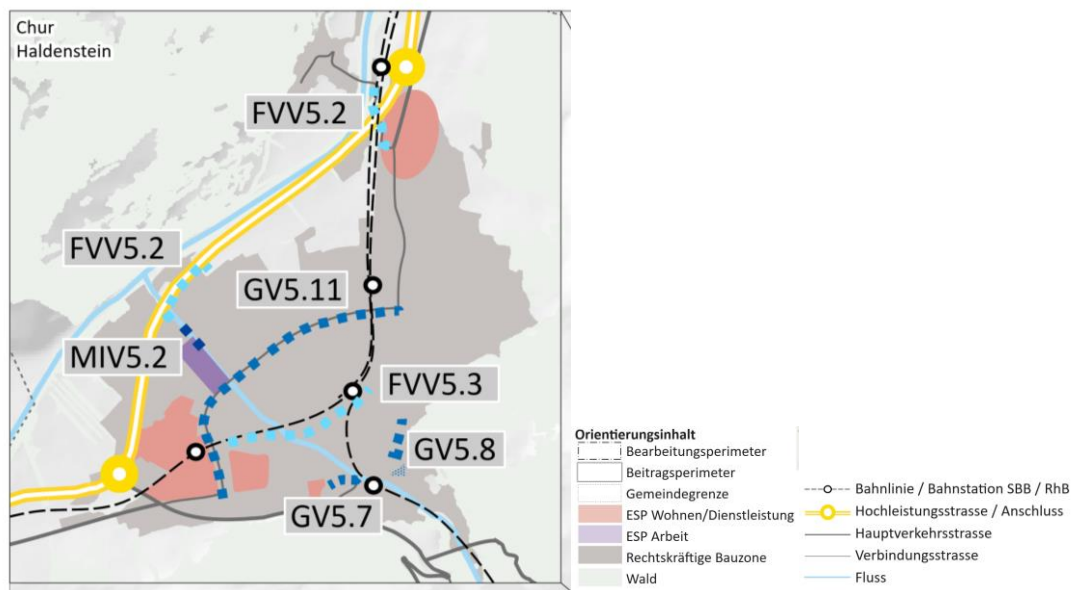 Chur
Haldenstein
FVV5.2
FVV5.2
GV5.11
MIV5.2
FVV5.3
GV5.8
GV5.7
Orientierungsinhalt
Bearbeitungsperimeter
Beitragsperimeter
Gemeindegrenze
ESP Wohnen/Dienstleistung
ESP Arbeit
Rechtskräftige Bauzone
Wald
Bahnlinie / Bahnstation SBB / RhB
Hochleistungsstrasse / Anschluss
Hauptverkehrsstrasse
Verbindungsstrasse
Fluss